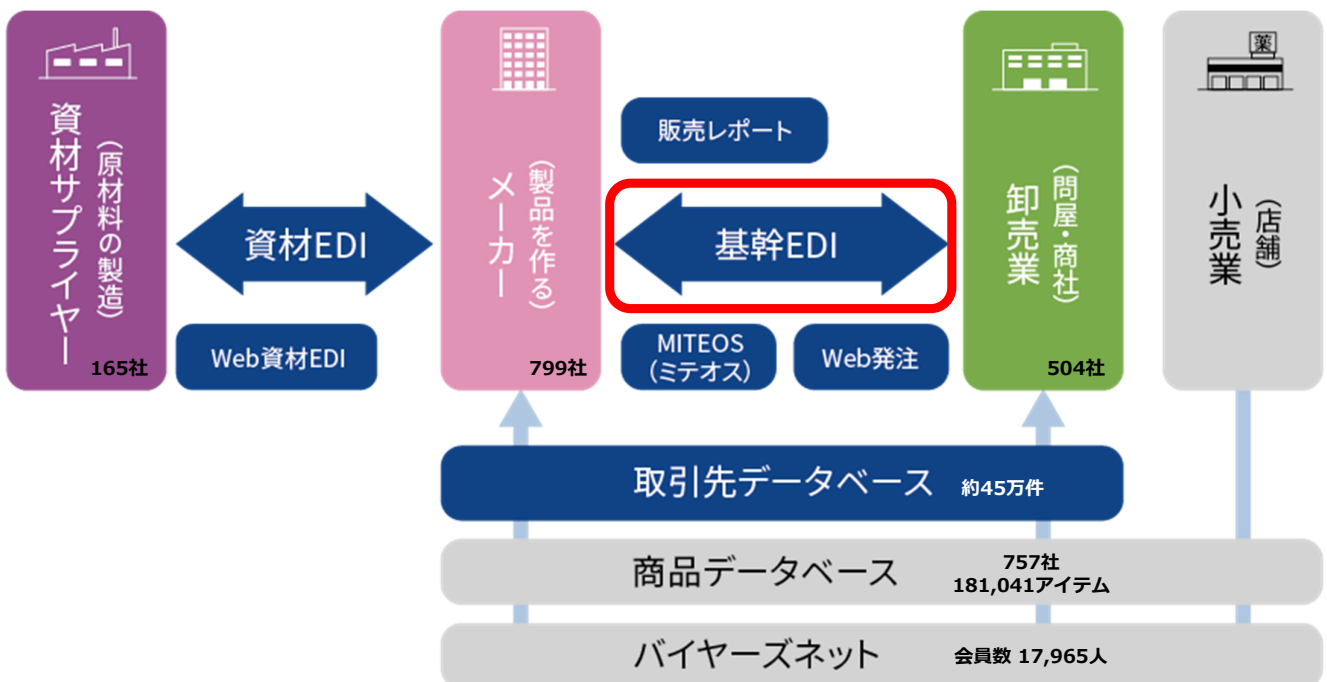 資材サプライヤー
（原材料の製造）
165社
資材EDI
Web資材EDI
メーカー
（製品を作る）
799社
販売レポート
基幹EDI
MITEOS
（ミテオス）
Web発注
卸売業
（問屋・商社）
504社
薬
小売業
（店舗）
取引先データベース 約45万件
商品データベース
757社
181,041アイテム
バイヤーズネット 会員数 17,965人